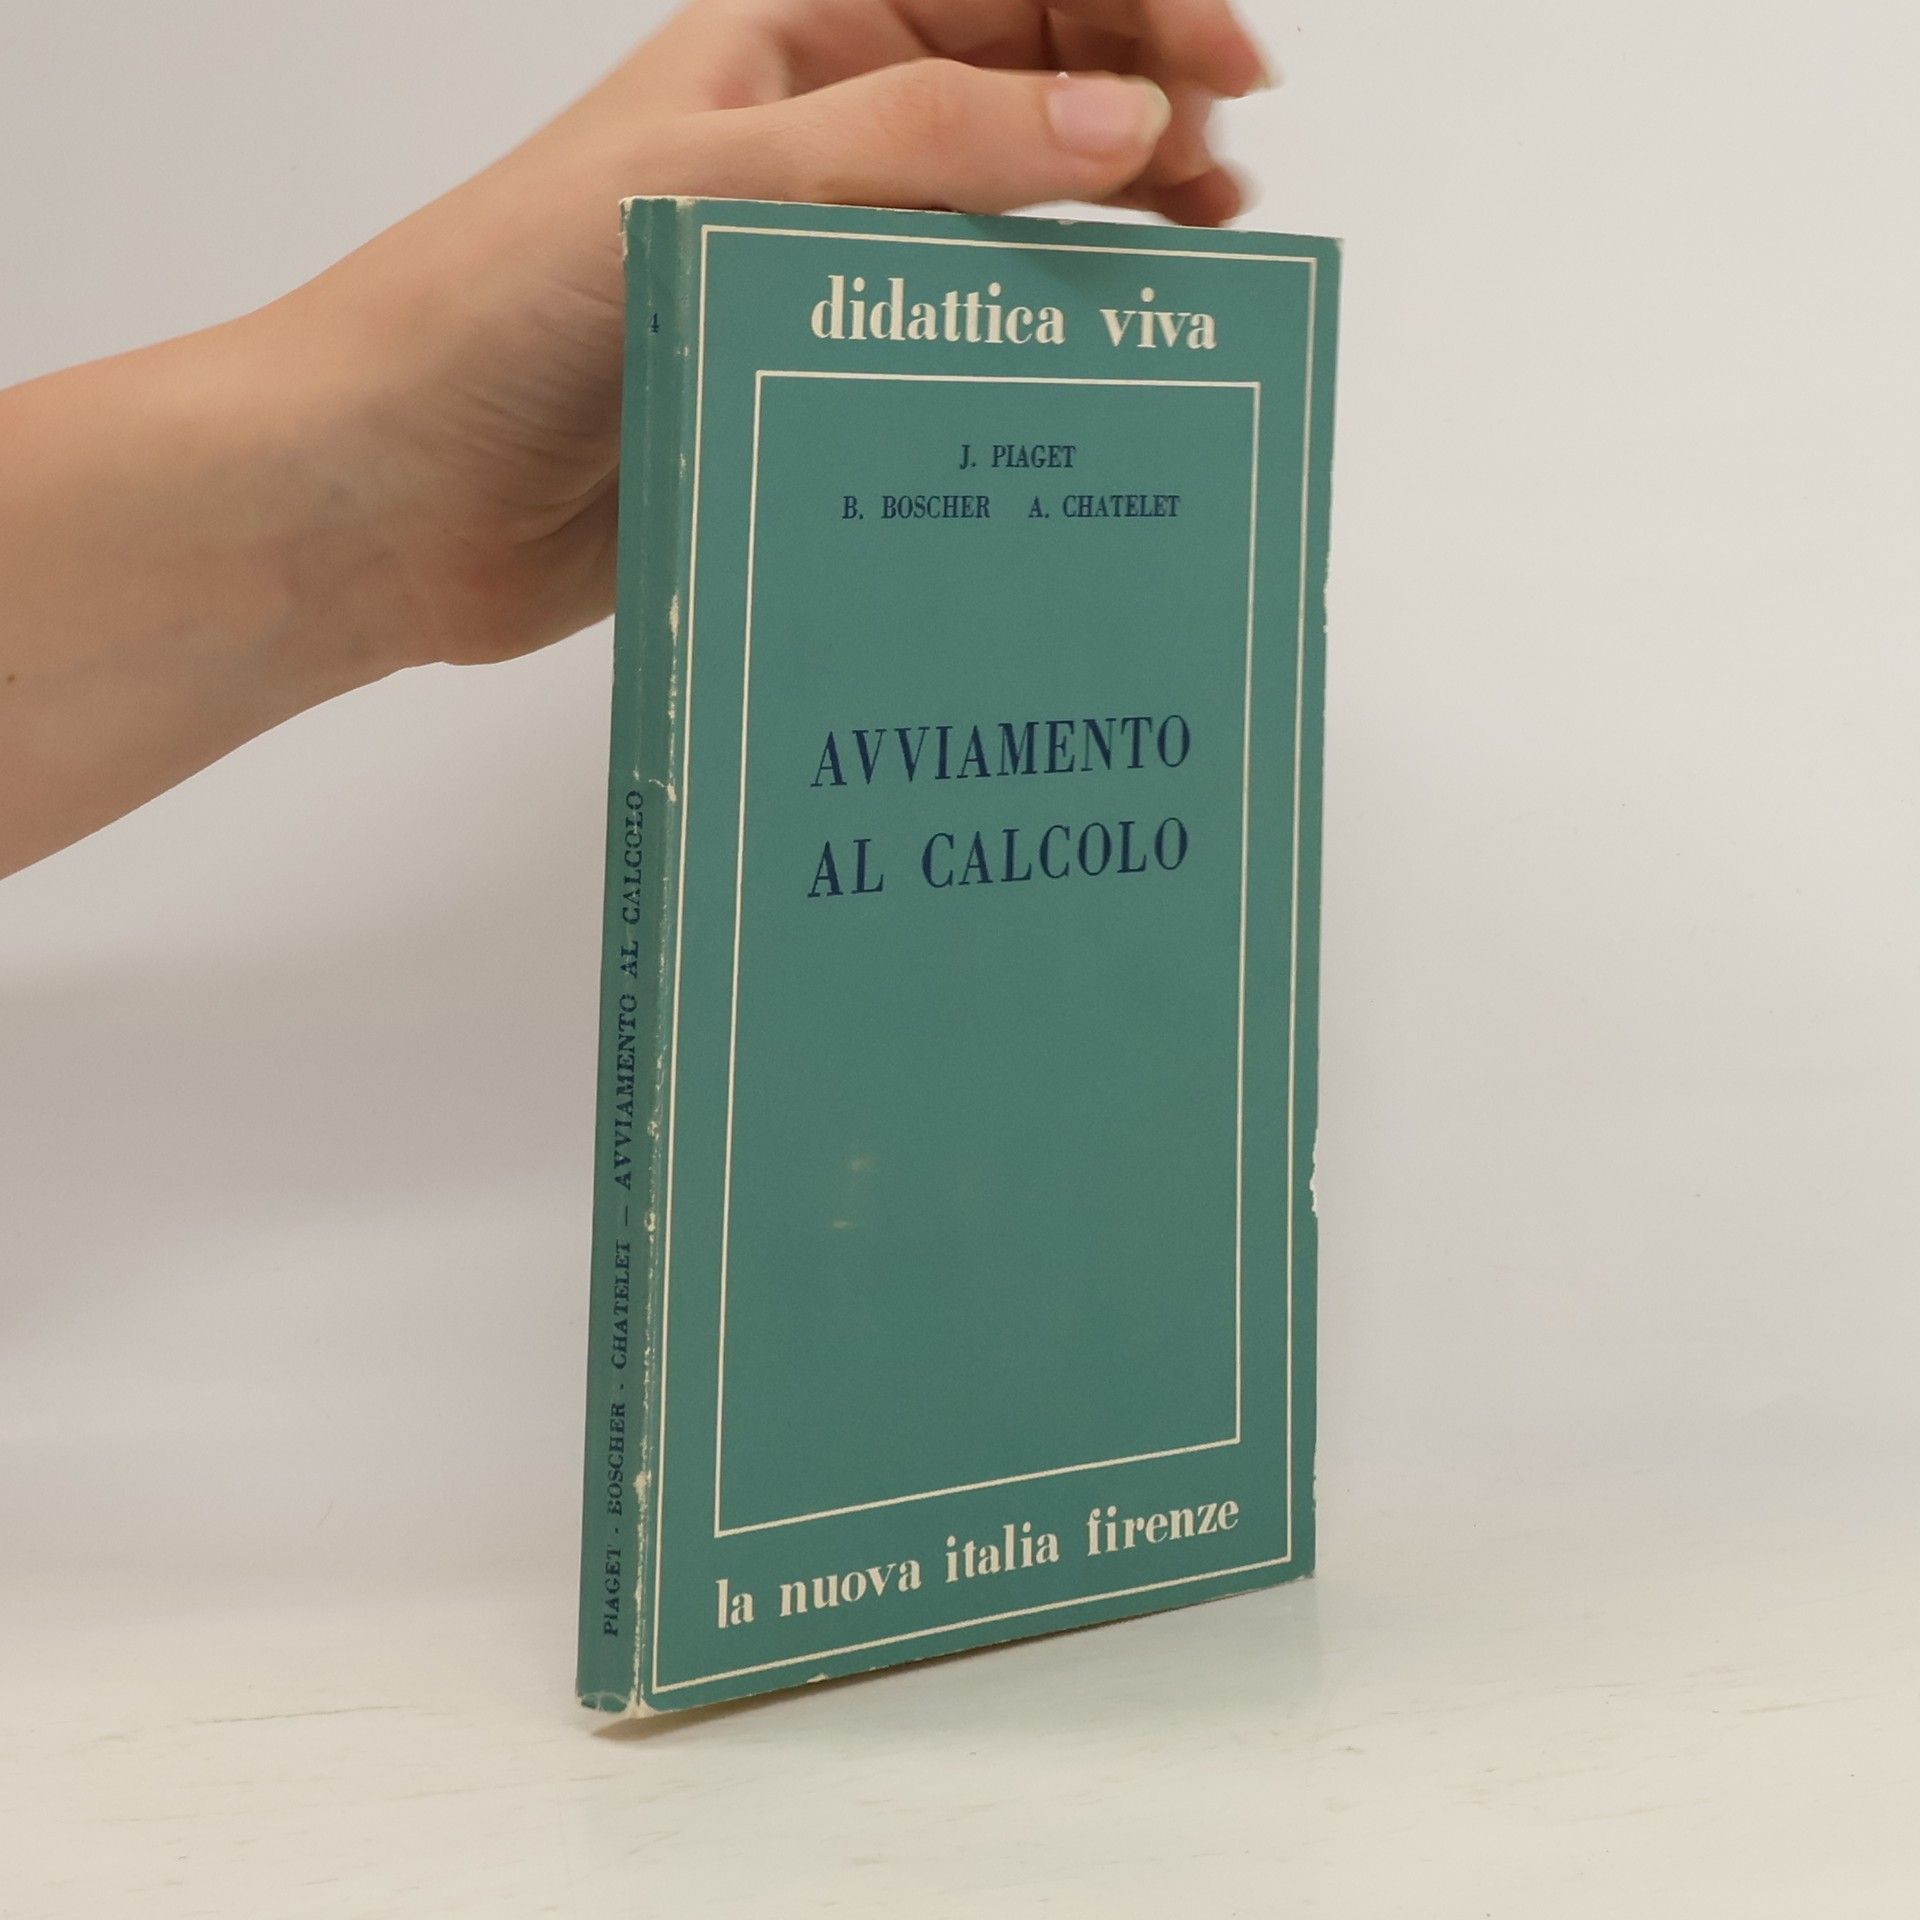 didattica viva
J. PIAGET
B. BOSCHER A. CHATELET
AVVIAMENTO
AL CALCOLO
la nuova italia firenze
4
PIAGET - BOSCHER - CHATELET — AVVIAMENTO AL CALCOLO